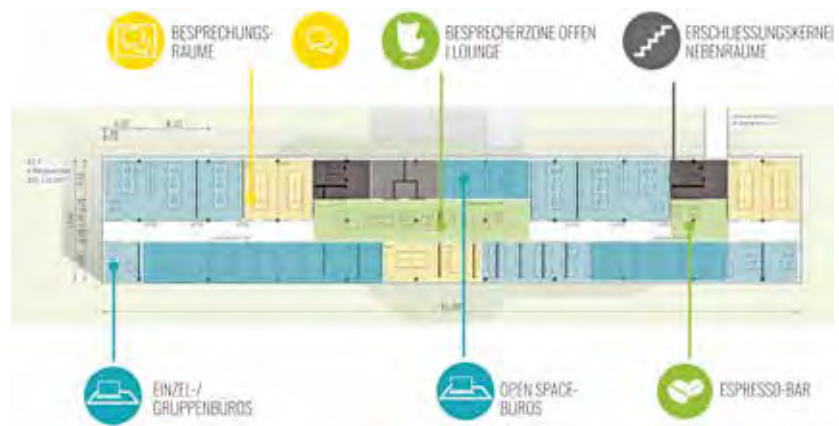 BESPRECHUNGS-
RÄUME
BESPRECHERZONE OFFEN
/ LOUNGE
ERSCHLIESSUNGSKERNE/
NEBENRÄUME
EINZEL-/
GRUPPENBÜROS
OPEN SPACE-
BÜROS
ESPRESSO-BAR